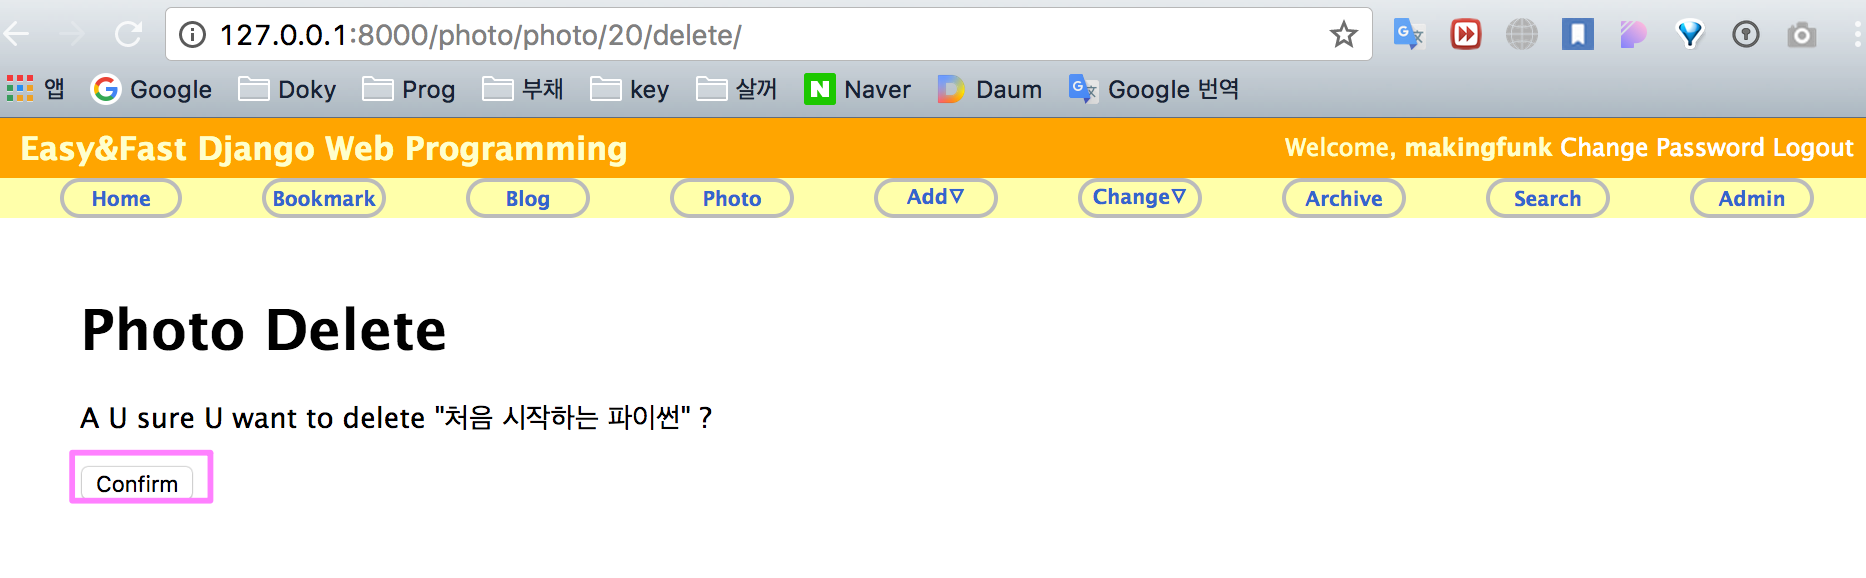 127.0.0.1:8000/photo/photo/20/delete/
앱 Google Doky Prog 부채 key 살꺼 Naver Daum Google 번역
Easy&Fast Django Web Programming Welcome, makingfunk Change Password Logout
Home Bookmark Blog Photo Add▽ Change▽ Archive Search Admin
Photo Delete
A U sure U want to delete "처음 시작하는 파이썬" ?
Confirm